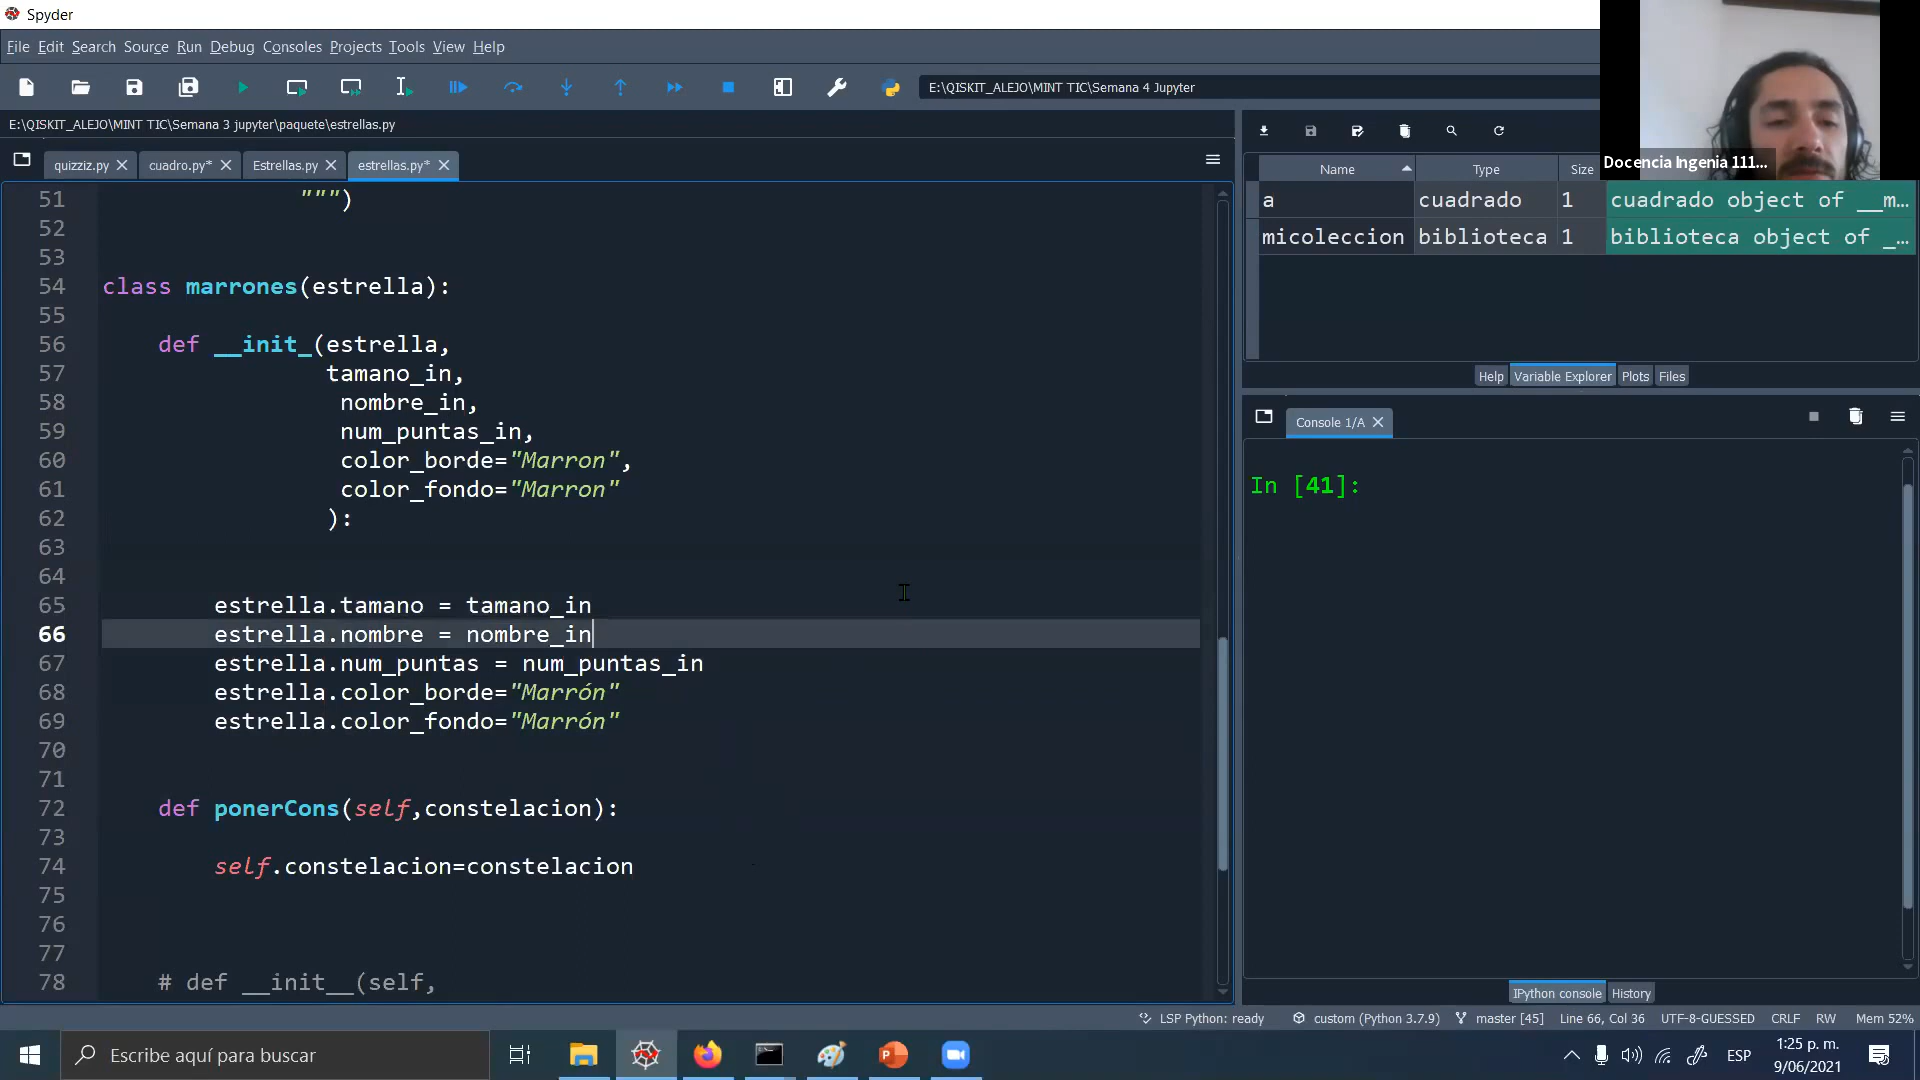 Spyder
File Edit Search Source Run Debug Consoles Projects Tools View Help
E:\QISKIT_ALEJO\MINT TIC\Semana 4 Jupyter
E:\QISKIT_ALEJO\MINT TIC\Semana 3 jupyter\paquete\estrellas.py
quizziz.py cuadro.py* Estrellas.py estrellas.py*
51 """)
52
53
54 class marrones(estrella):
55
56 def __init_(estrella,
57 tamano_in,
58 nombre_in,
59 num_puntas_in,
60 color_borde="Marron",
61 color_fondo="Marron"
62 ):
63
64
65 estrella.tamano = tamano_in
66 estrella.nombre = nombre_in
67 estrella.num_puntas = num_puntas_in
68 estrella.color_borde="Marrón"
69 estrella.color_fondo="Marrón"
70
71
72 def ponerCons(self,constelacion):
73
74 self.constelacion=constelacion
75
76
77
78 # def __init__(self,
Docencia Ingenia 111...
Name Type Size
a cuadrado 1 cuadrado object of __m…
micoleccion biblioteca 1 biblioteca object of _…
Help Variable Explorer Plots Files
Console 1/A
In [41]:
IPython console History
LSP Python: ready custom (Python 3.7.9) master [45] Line 66, Col 36 UTF-8-GUESSED CRLF RW Mem 52%
Escribe aquí para buscar
ESP
1:25 p. m.
9/06/2021